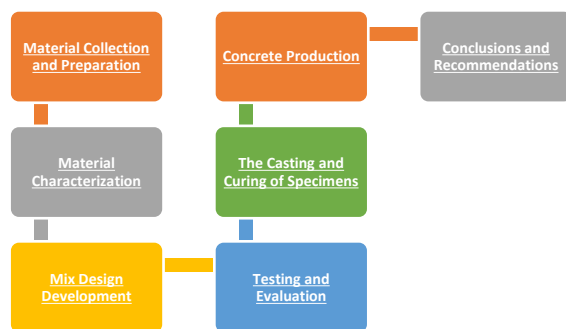 Material Collection
and Preparation
Material
Characterization
Mix Design
Development
Testing and
Evaluation
The Casting and
Curing of Specimens
Concrete Production
Conclusions and
Recommendations